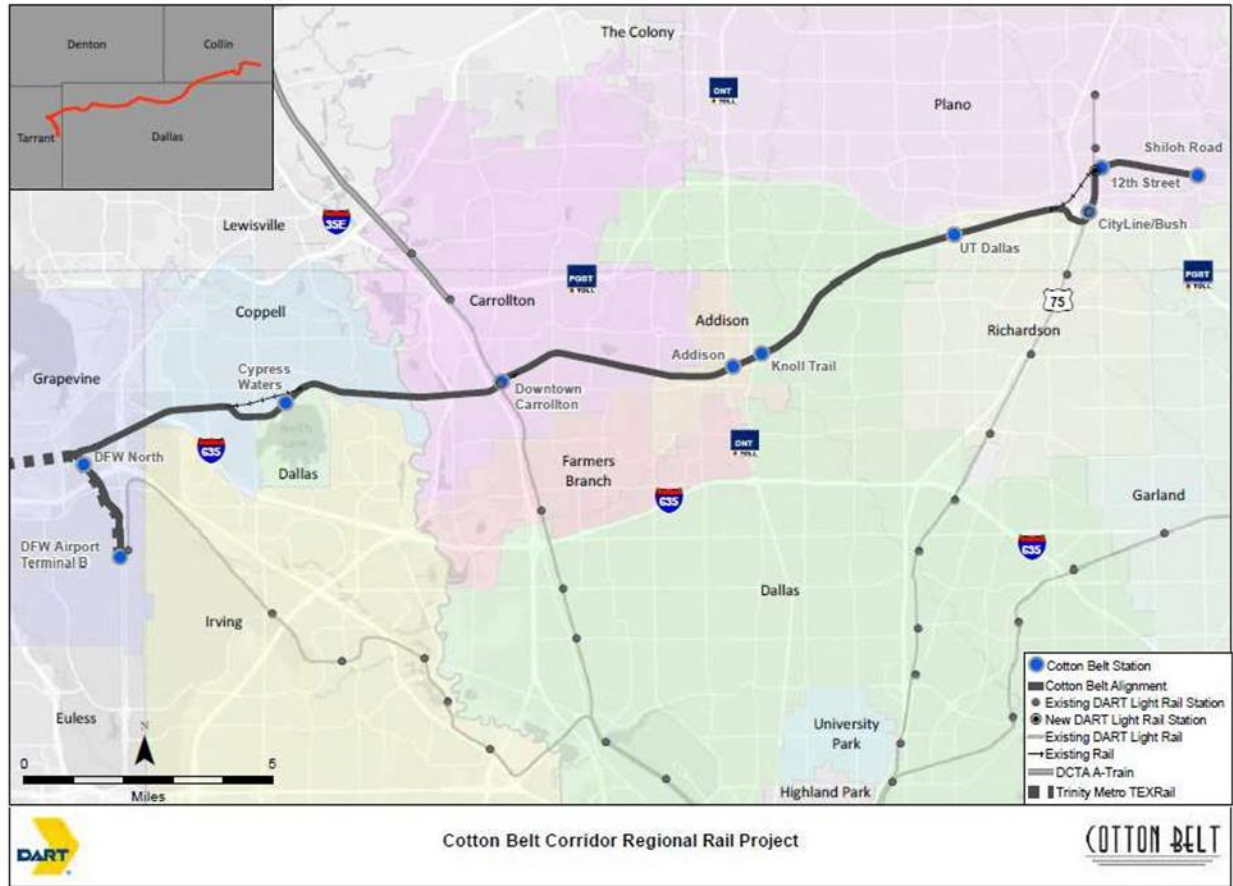 Denton
Collin
Tarrant
Dallas
The Colony
DNT
TOLL
Plano
Shiloh Road
12th Street
CityLine/Bush
Lewisville
35E
UT Dallas
PGBT
TOLL
PGBT
TOLL
Coppell
Carrollton
75
Richardson
Addison
Addison
Knoll Trail
Grapevine
Cypress
Waters
Downtown
Carrollton
DFW North
635
North Lake
Dallas
Farmers
Branch
DNT
TOLL
635
Garland
DFW Airport
Terminal B
635
Irving
Dallas
Euless
N
0
5
Miles
University
Park
Highland Park
Cotton Belt Station
Cotton Belt Alignment
Existing DART Light Rail Station
New DART Light Rail Station
Existing DART Light Rail
Existing Rail
DCTA A-Train
Trinity Metro TEXRail
DART
Cotton Belt Corridor Regional Rail Project
COTTON BELT